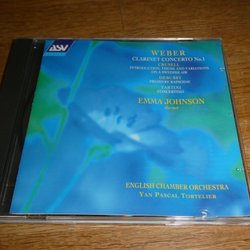 ASV
WEBER
CLARINET CONCERTO No.1
CRUSELL
INTRODUCTION, THEME AND VARIATIONS
ON A SWEDISH AIR
DEBUSSY
PREMIERE RAPSODIE
TARTINI
CONCERTINO
EMMA JOHNSON
clarinet
ENGLISH CHAMBER ORCHESTRA
YAN PASCAL TORTELIER